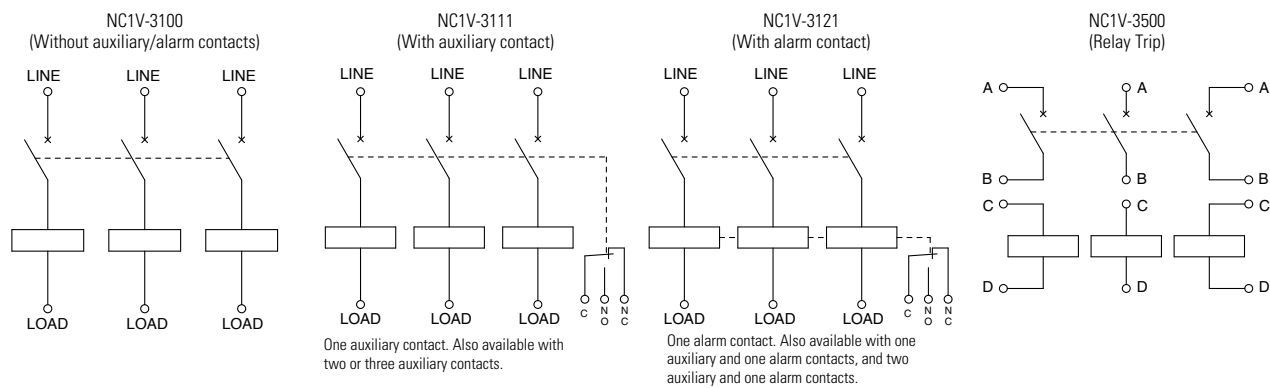 NC1V-3100
(Without auxiliary/alarm contacts)
LINE LINE LINE
LOAD LOAD LOAD
NC1V-3111
(With auxiliary contact)
LINE LINE LINE
C NO NC
LOAD LOAD LOAD
One auxiliary contact. Also available with
two or three auxiliary contacts.
NC1V-3121
(With alarm contact)
LINE LINE LINE
C NO NC
LOAD LOAD LOAD
One alarm contact. Also available with one
auxiliary and one alarm contacts, and two
auxiliary and one alarm contacts.
NC1V-3500
(Relay Trip)
A A A
B B B
C C C
D D D